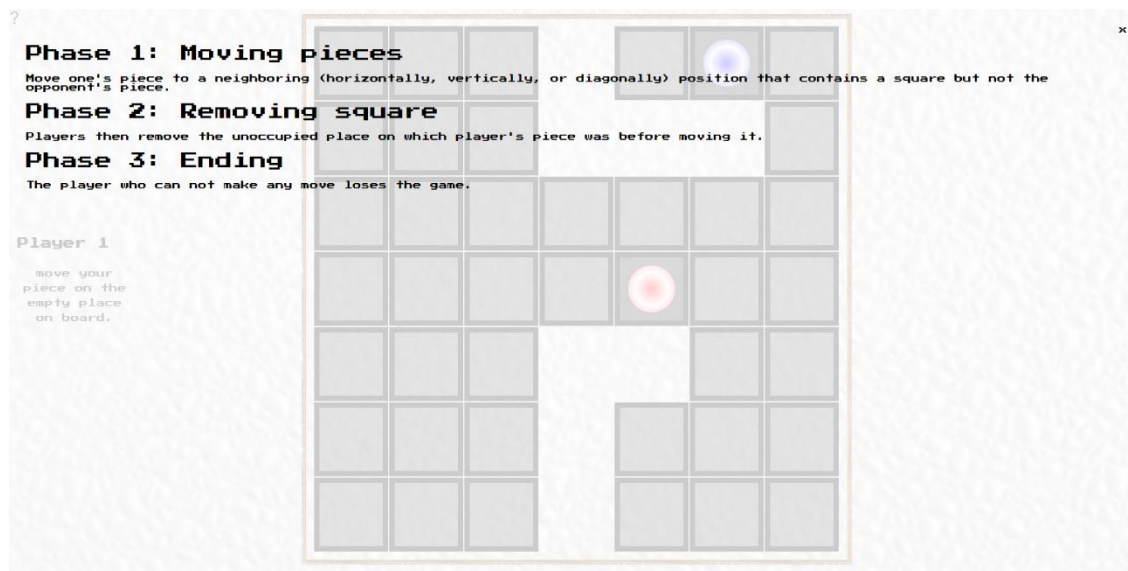 ?
×
Phase 1: Moving pieces
Move one's piece to a neighboring (horizontally, vertically, or diagonally) position that contains a square but not the
opponent's piece.
Phase 2: Removing square
Players then remove the unoccupied place on which player's piece was before moving it.
Phase 3: Ending
The player who can not make any move loses the game.
Player 1
move your
piece on the
empty place
on board.